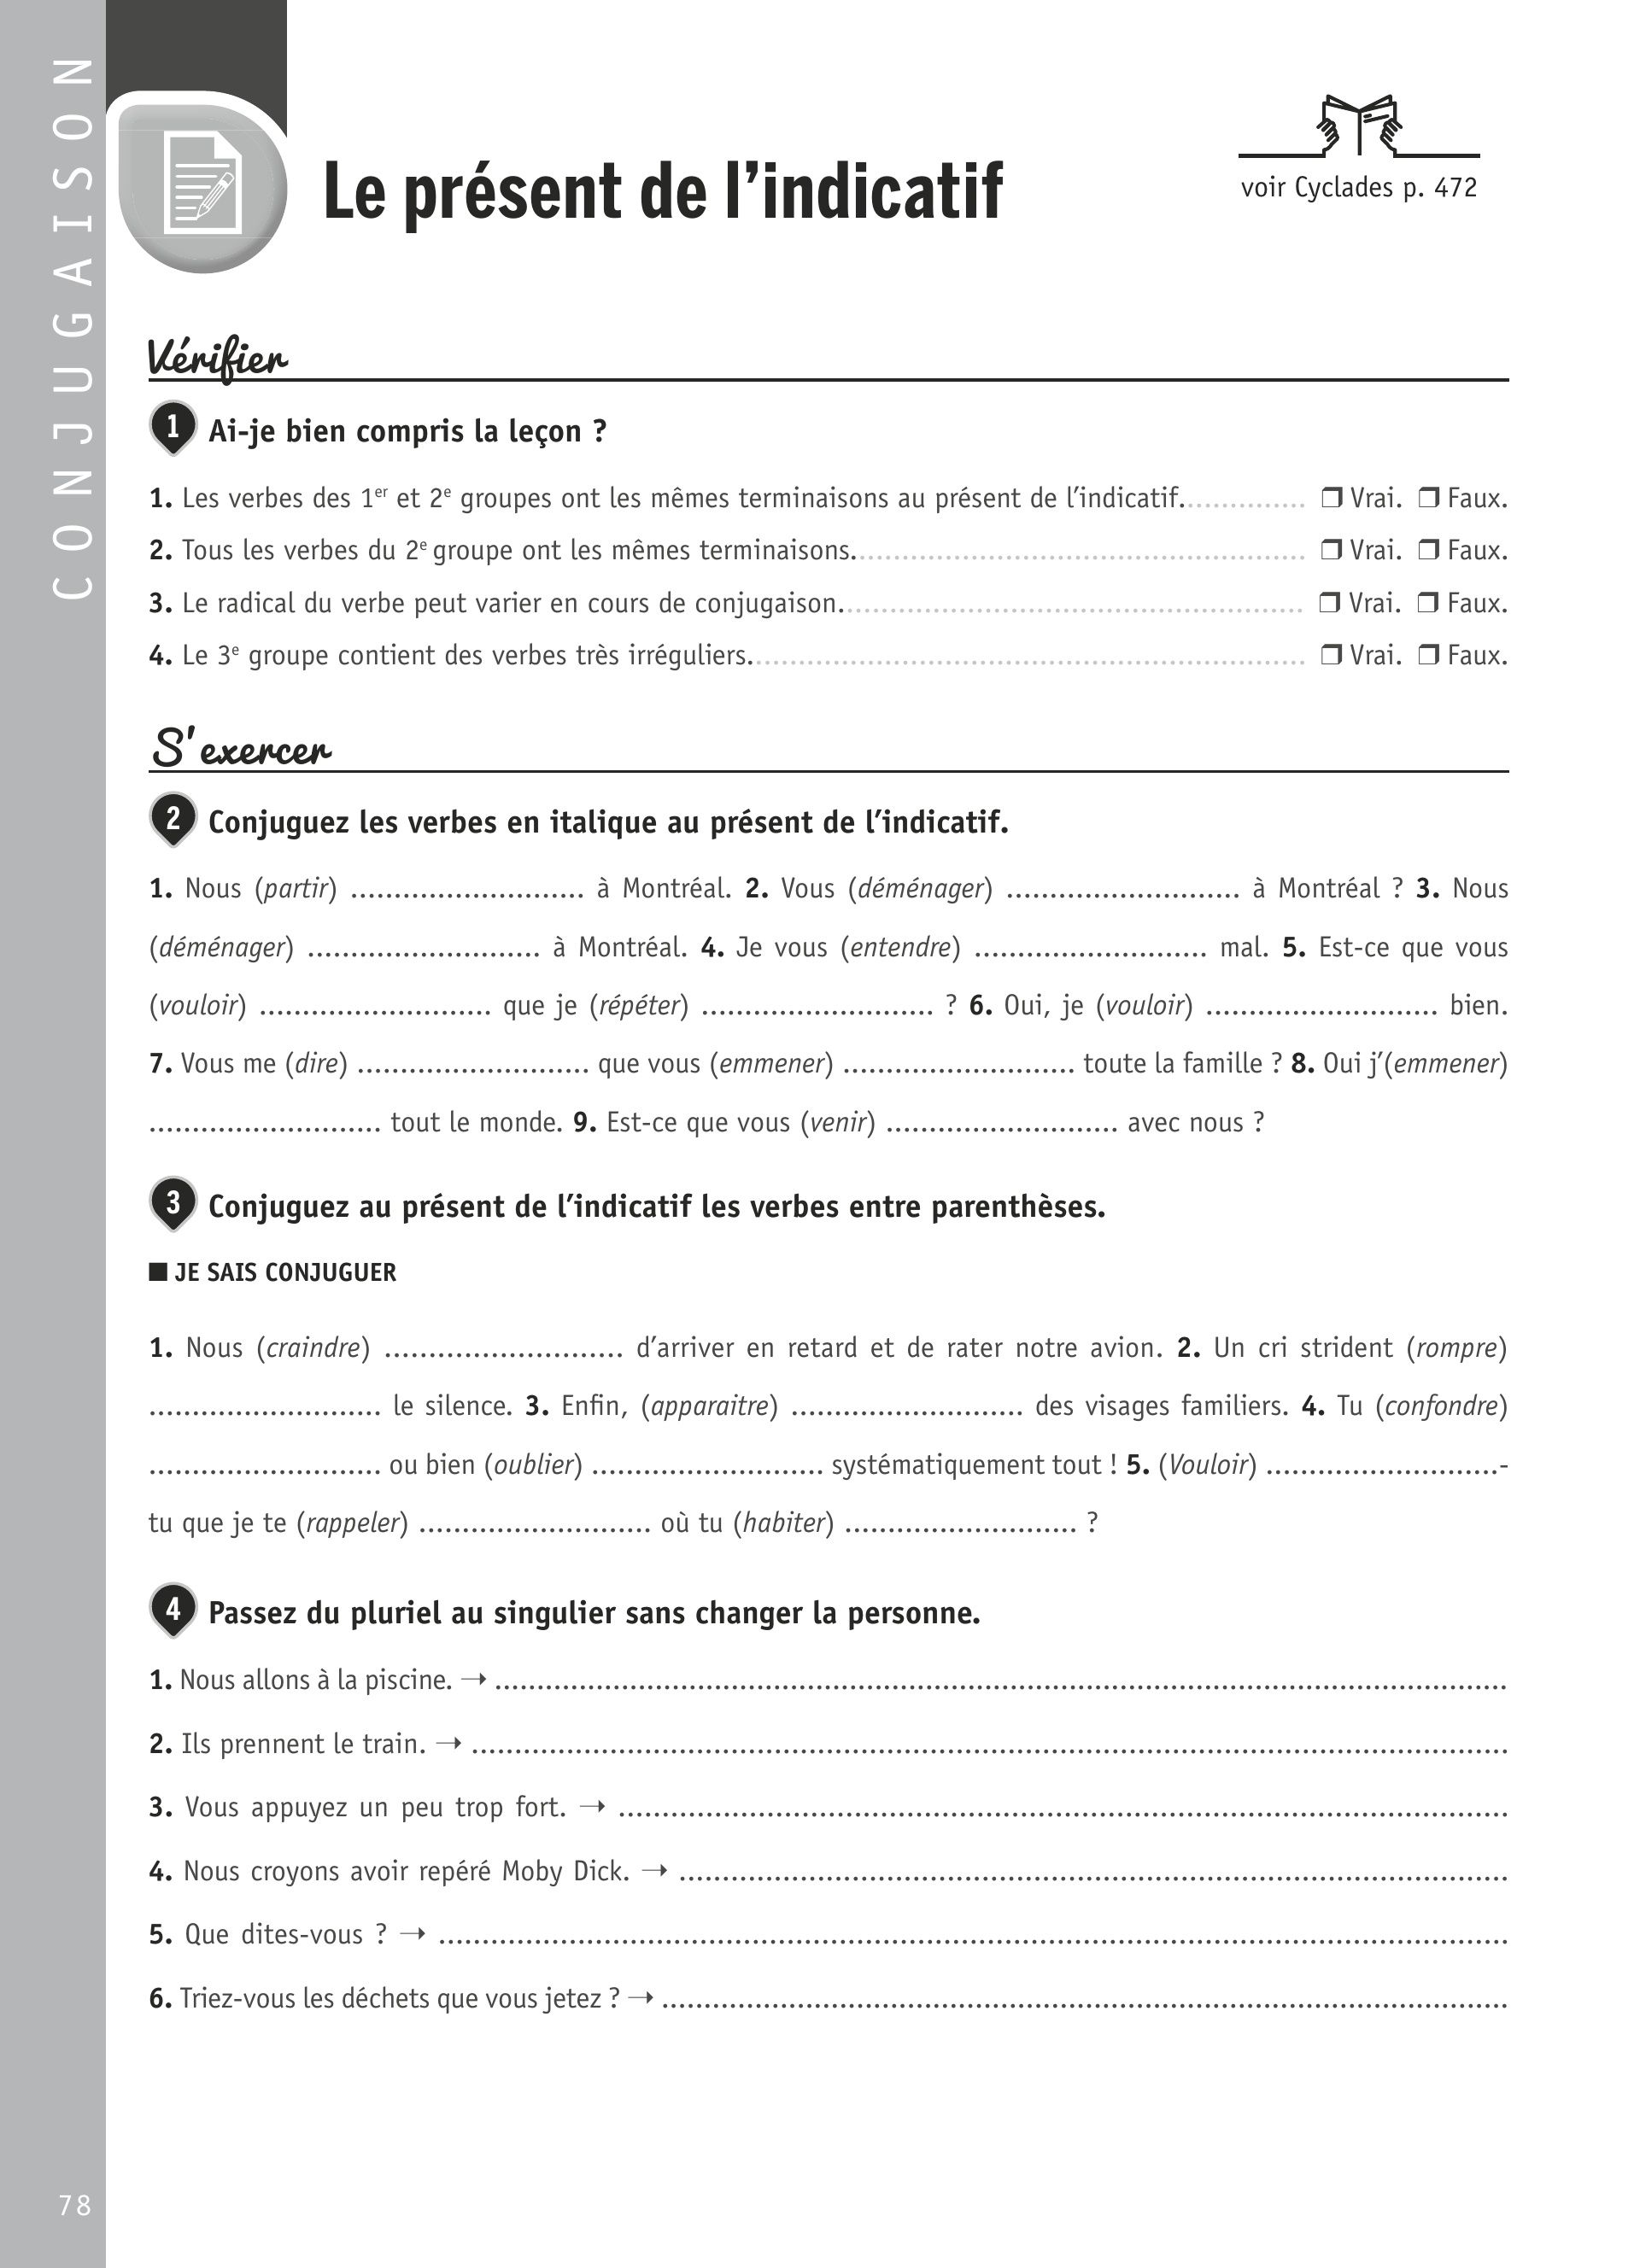 CONJUGAISON
Le présent de l’indicatif
voir Cyclades p. 472
Vérifier
1 Ai-je bien compris la leçon ?
1. Les verbes des 1er et 2e groupes ont les mêmes terminaisons au présent de l’indicatif. ............. ❒ Vrai. ❒ Faux.
2. Tous les verbes du 2e groupe ont les mêmes terminaisons. .................................................... ❒ Vrai. ❒ Faux.
3. Le radical du verbe peut varier en cours de conjugaison. ..................................................... ❒ Vrai. ❒ Faux.
4. Le 3e groupe contient des verbes très irréguliers. ................................................................ ❒ Vrai. ❒ Faux.
S’exercer
2 Conjuguez les verbes en italique au présent de l’indicatif.
1. Nous (partir) ........................... à Montréal. 2. Vous (déménager) ........................... à Montréal ? 3. Nous
(déménager) ........................... à Montréal. 4. Je vous (entendre) ........................... mal. 5. Est-ce que vous
(vouloir) ........................... que je (répéter) ........................... ? 6. Oui, je (vouloir) ........................... bien.
7. Vous me (dire) ........................... que vous (emmener) ........................... toute la famille ? 8. Oui j’(emmener)
........................... tout le monde. 9. Est-ce que vous (venir) ........................... avec nous ?
3 Conjuguez au présent de l’indicatif les verbes entre parenthèses.
■ JE SAIS CONJUGUER
1. Nous (craindre) ............................ d’arriver en retard et de rater notre avion. 2. Un cri strident (rompre)
........................... le silence. 3. Enfin, (apparaitre) ........................... des visages familiers. 4. Tu (confondre)
........................... ou bien (oublier) ........................... systématiquement tout ! 5. (Vouloir) ...........................-
tu que je te (rappeler) ........................... où tu (habiter) ........................... ?
4 Passez du pluriel au singulier sans changer la personne.
1. Nous allons à la piscine. → ........................................................................................................
2. Ils prennent le train. → ........................................................................................................
3. Vous appuyez un peu trop fort. → ........................................................................................................
4. Nous croyons avoir repéré Moby Dick. → ................................................................................................
5. Que dites-vous ? → ........................................................................................................
6. Triez-vous les déchets que vous jetez ? → ................................................................................................
78